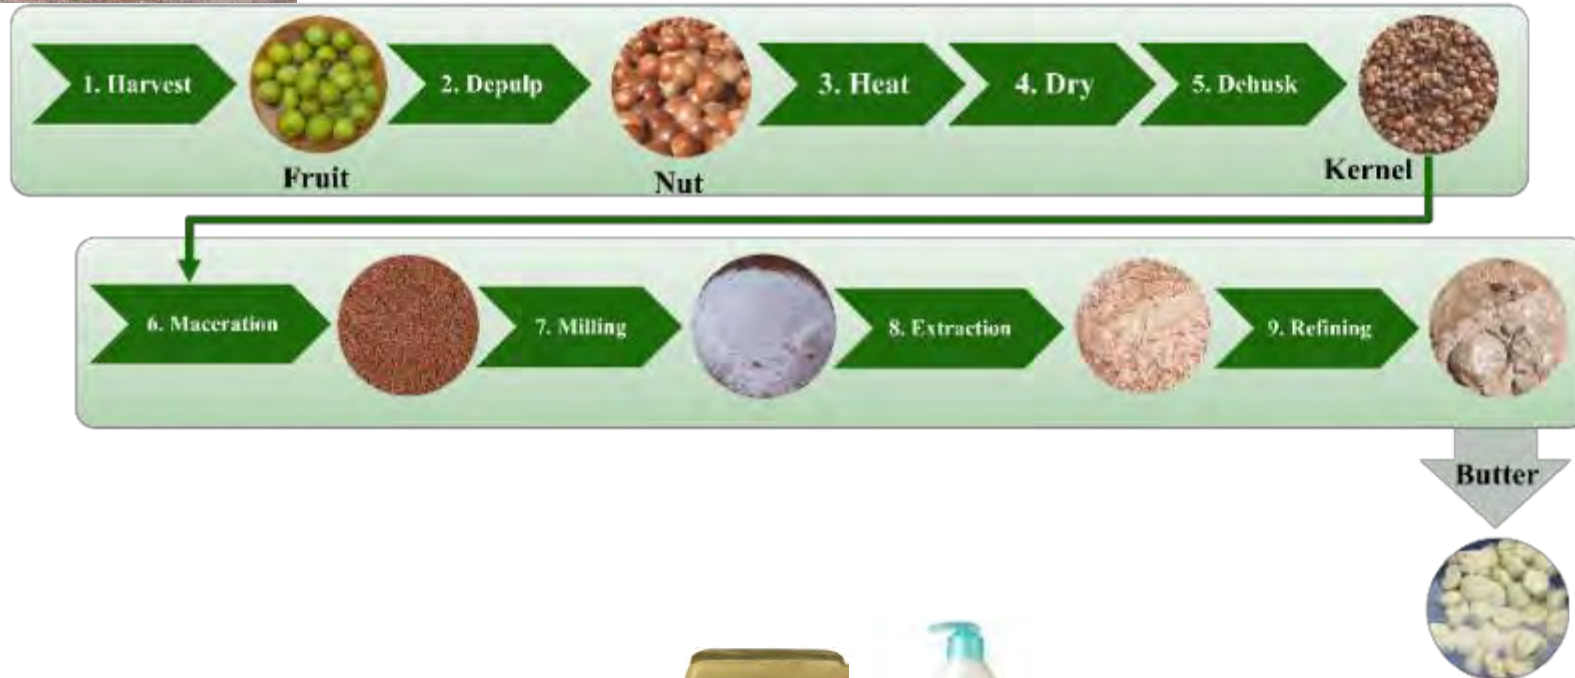 1. Harvest
2. Depulp
3. Heat
4. Dry
5. Dehusk
Fruit
Nut
Kernel
6. Maceration
7. Milling
8. Extraction
9. Refining
Butter